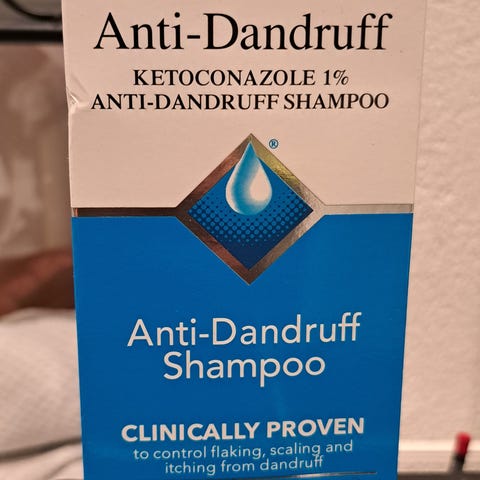 Anti-Dandruff
KETOCONAZOLE 1%
ANTI-DANDRUFF SHAMPOO
®
Anti-Dandruff
Shampoo
CLINICALLY PROVEN
to control flaking, scaling and
itching from dandruff